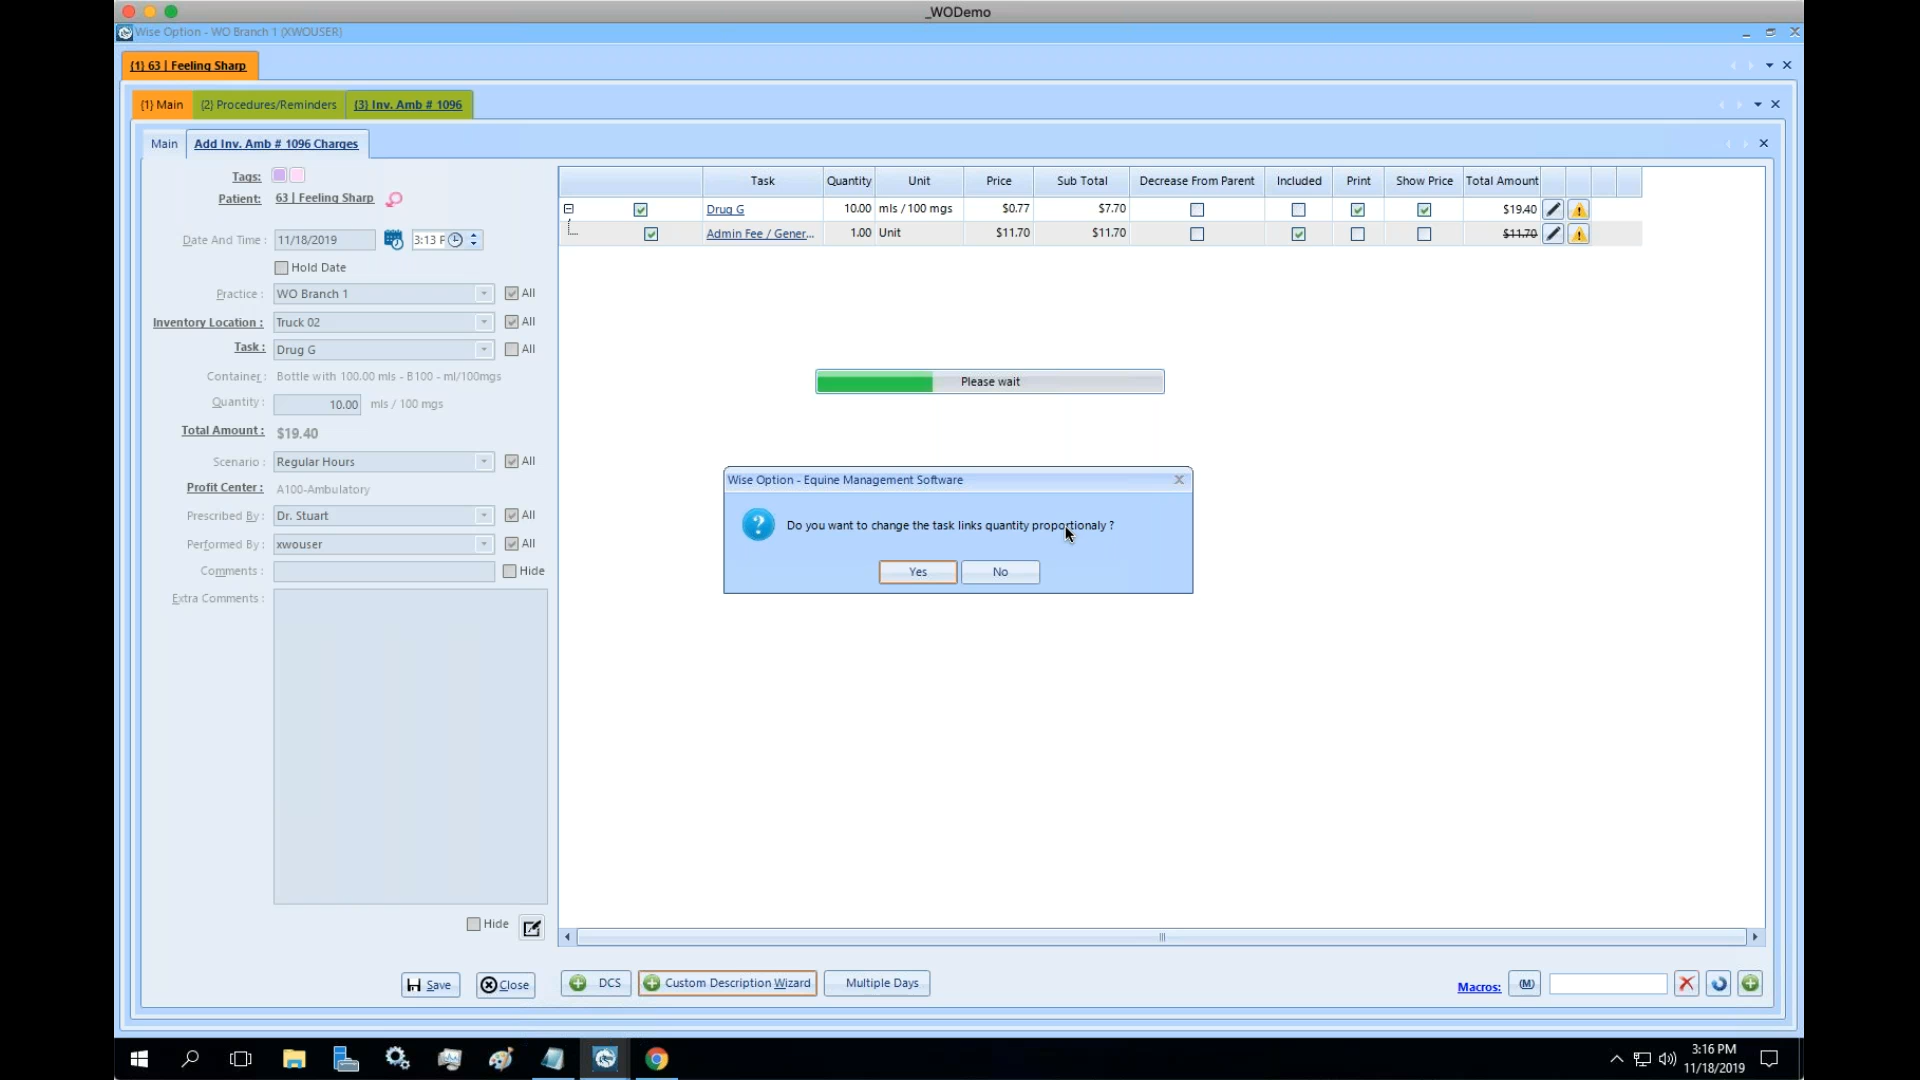 _WODemo
Wise Option - WO Branch 1 (XWOUSER)
{1} 63 | Feeling Sharp
{1} Main {2} Procedures/Reminders {3} Inv. Amb # 1096
Main Add Inv. Amb # 1096 Charges
Tags:
Patient: 63 | Feeling Sharp
Date And Time : 11/18/2019 3:13 P
Hold Date
Practice : WO Branch 1 All
Inventory Location : Truck 02 All
Task : Drug G All
Container : Bottle with 100.00 mls - B100 - ml/100mgs
Quantity : 10.00 mls / 100 mgs
Total Amount : $19.40
Scenario : Regular Hours All
Profit Center : A100-Ambulatory
Prescribed By : Dr. Stuart All
Performed By : xwouser All
Comments : Hide
Extra Comments :
Hide
Save Close
Task Quantity Unit Price Sub Total Decrease From Parent Included Print Show Price Total Amount
Drug G 10.00 mls / 100 mgs $0.77 $7.70 $19.40
Admin Fee / Gener... 1.00 Unit $11.70 $11.70 $11.70
Please wait
Wise Option - Equine Management Software
Do you want to change the task links quantity proportionaly ?
Yes No
DCS Custom Description Wizard Multiple Days
Macros: (M)
3:16 PM
11/18/2019